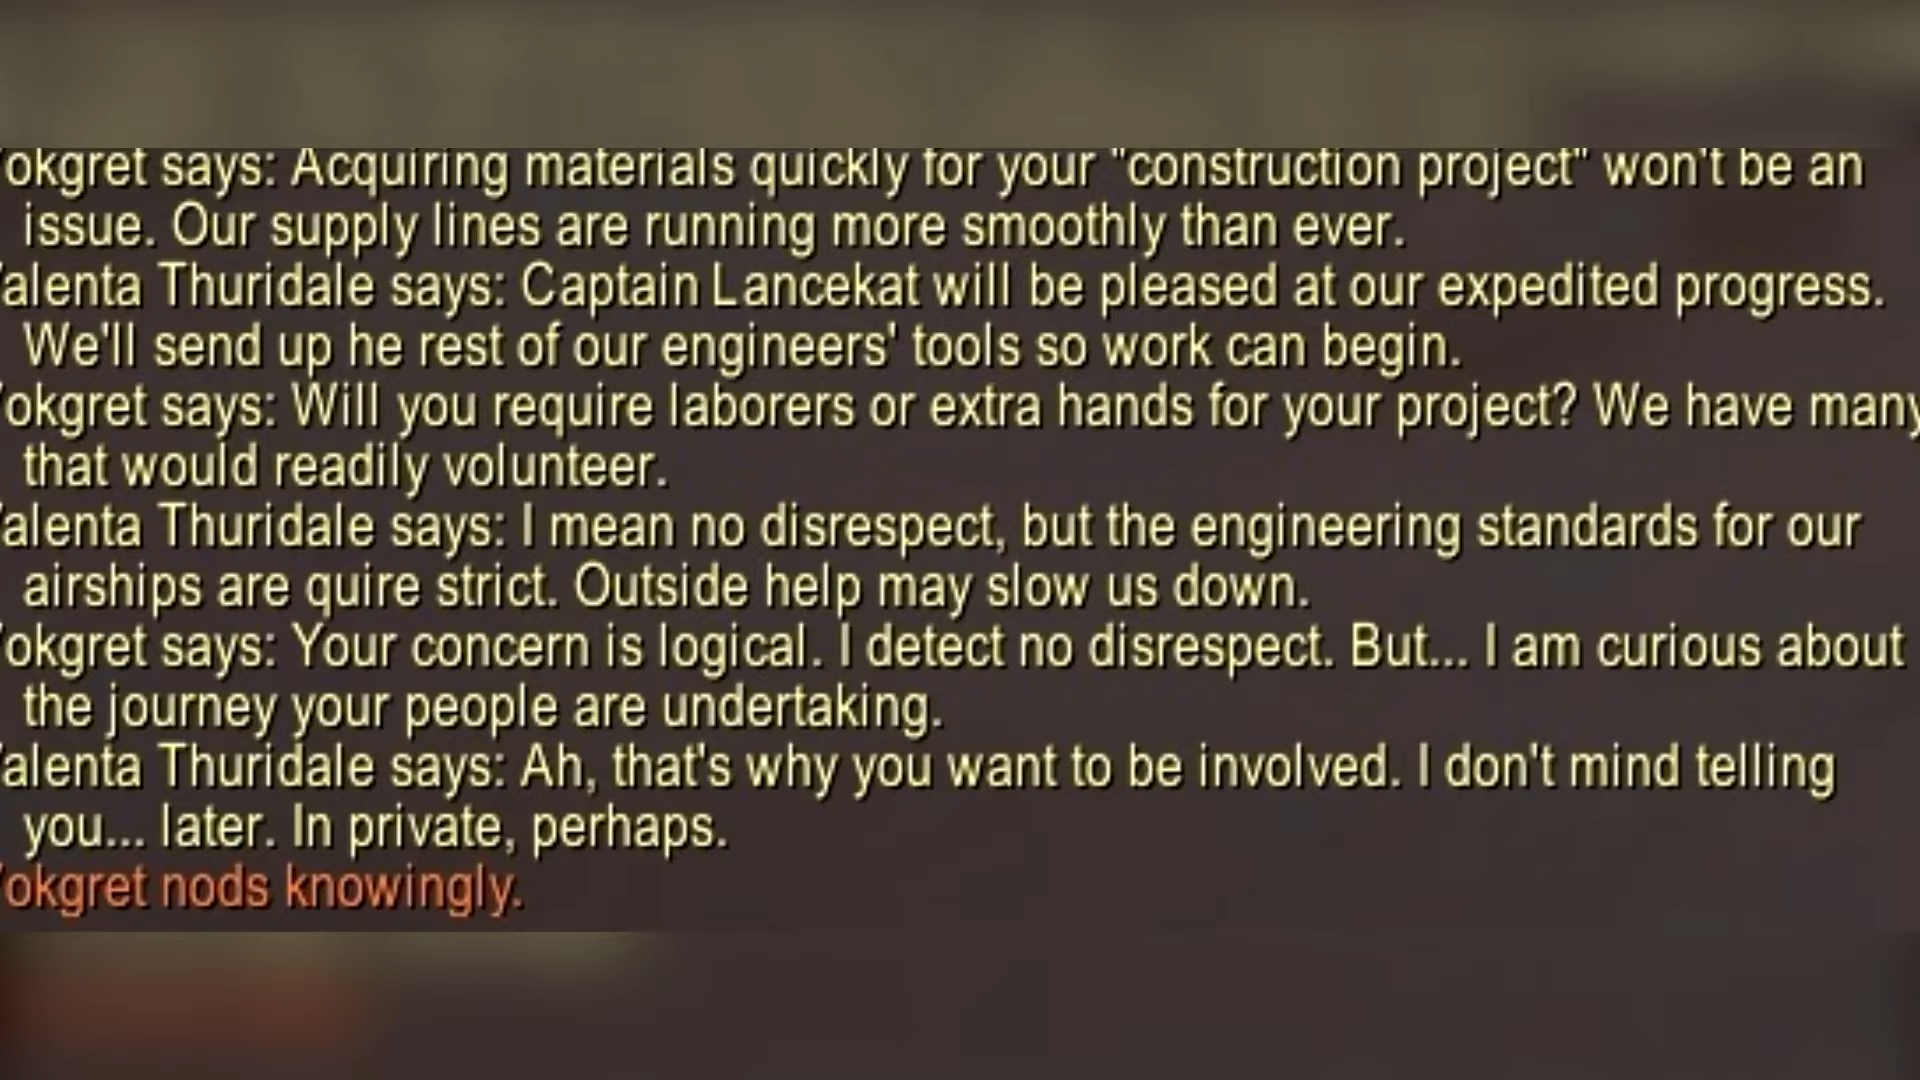 okgret says: Acquiring materials quickly for your "construction project" won't be an
issue. Our supply lines are running more smoothly than ever.
alenta Thuridale says: Captain Lancekat will be pleased at our expedited progress.
We'll send up he rest of our engineers' tools so work can begin.
okgret says: Will you require laborers or extra hands for your project? We have many
that would readily volunteer.
alenta Thuridale says: I mean no disrespect, but the engineering standards for our
airships are quire strict. Outside help may slow us down.
okgret says: Your concern is logical. I detect no disrespect. But... I am curious about
the journey your people are undertaking.
alenta Thuridale says: Ah, that's why you want to be involved. I don't mind telling
you... later. In private, perhaps.
okgret nods knowingly.